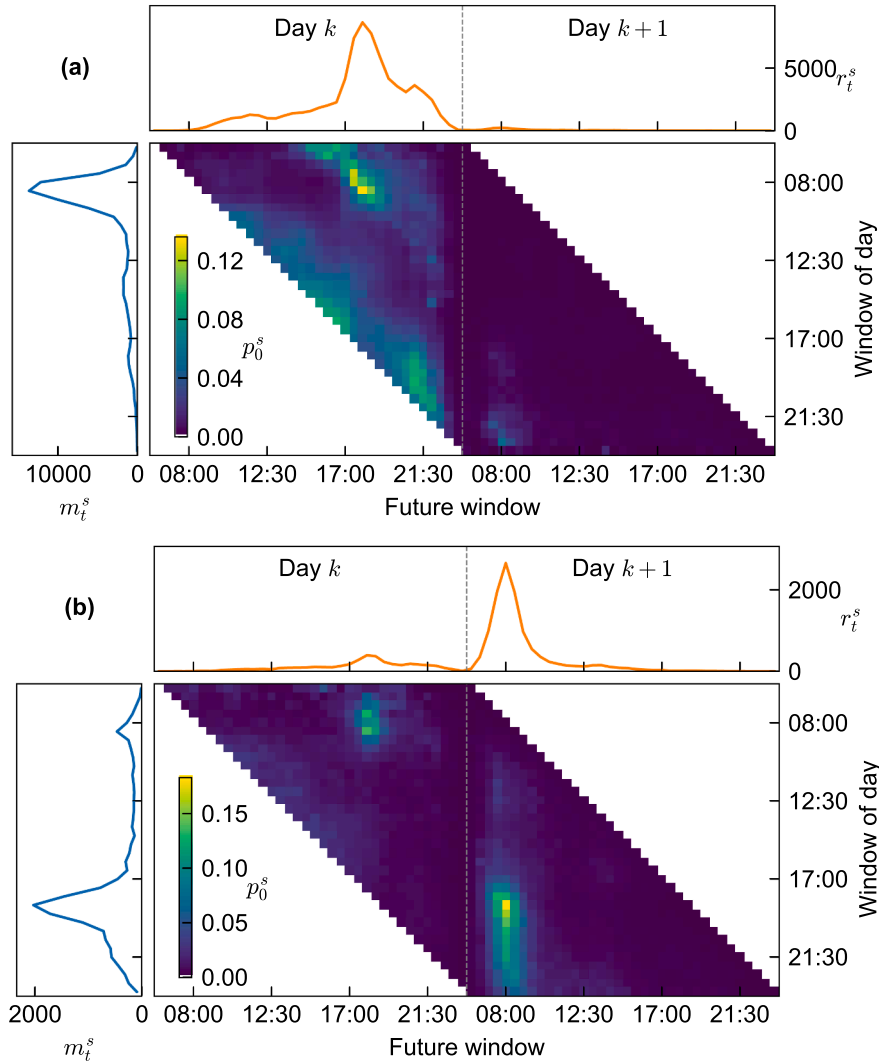 Day k
Day k + 1
(a)
5000
r_t^s
0
08:00
12:30
17:00
21:30
Window of day
0.12
0.08
0.04
0.00
p_0^s
10000
0
m_t^s
08:00
12:30
17:00
21:30
08:00
12:30
17:00
21:30
Future window
Day k
Day k + 1
(b)
2000
r_t^s
0
08:00
12:30
17:00
21:30
Window of day
0.15
0.10
0.05
0.00
p_0^s
2000
0
m_t^s
08:00
12:30
17:00
21:30
08:00
12:30
17:00
21:30
Future window